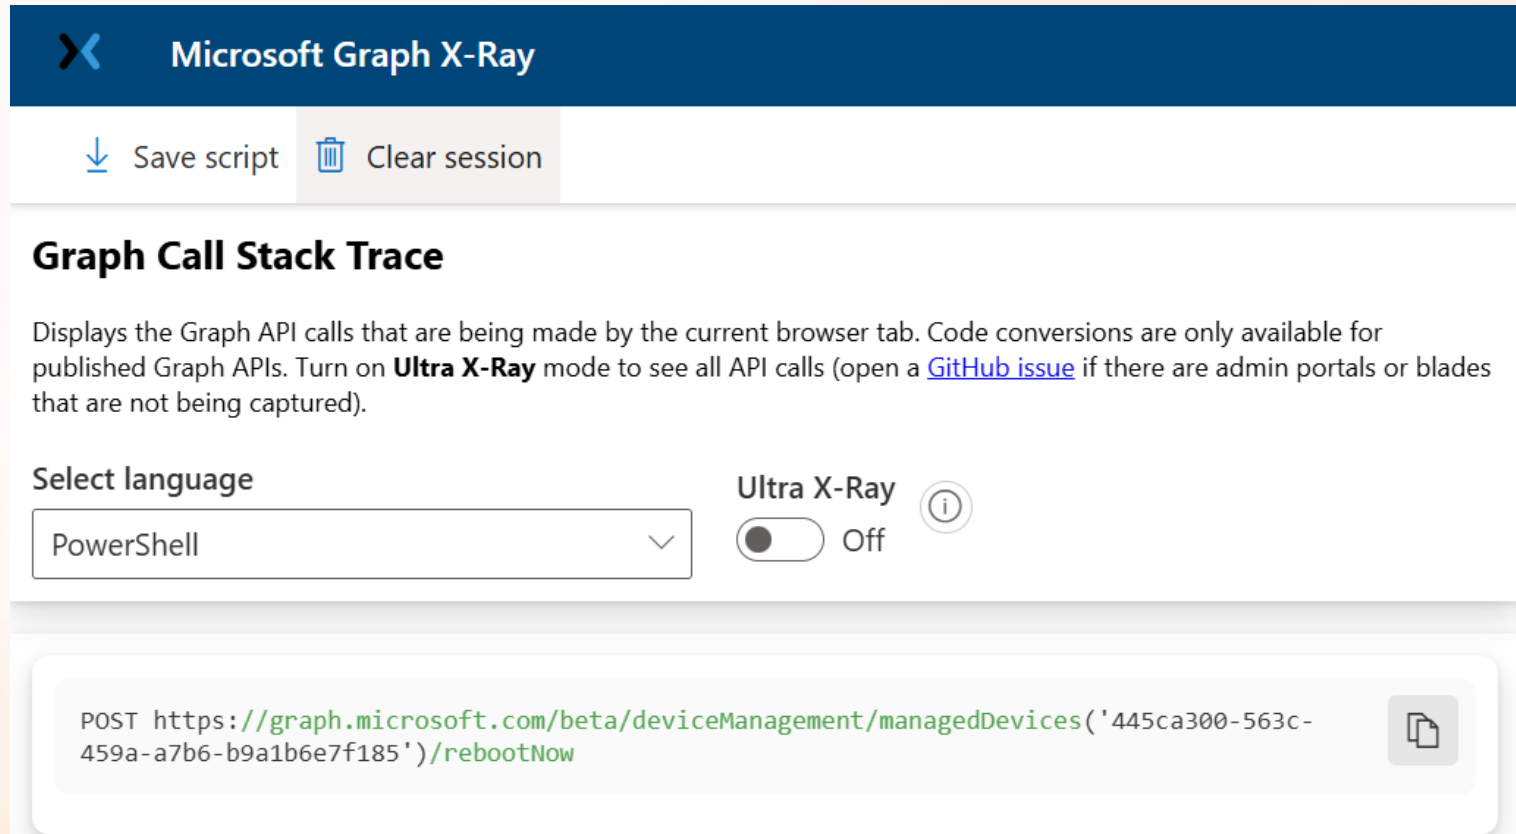 Microsoft Graph X-Ray
Save script
Clear session
Graph Call Stack Trace
Displays the Graph API calls that are being made by the current browser tab. Code conversions are only available for
published Graph APIs. Turn on Ultra X-Ray mode to see all API calls (open a GitHub issue if there are admin portals or blades
that are not being captured).
Select language
Ultra X-Ray
PowerShell
Off
POST https://graph.microsoft.com/beta/deviceManagement/managedDevices('445ca300-563c-
459a-a7b6-b9a1b6e7f185')/rebootNow